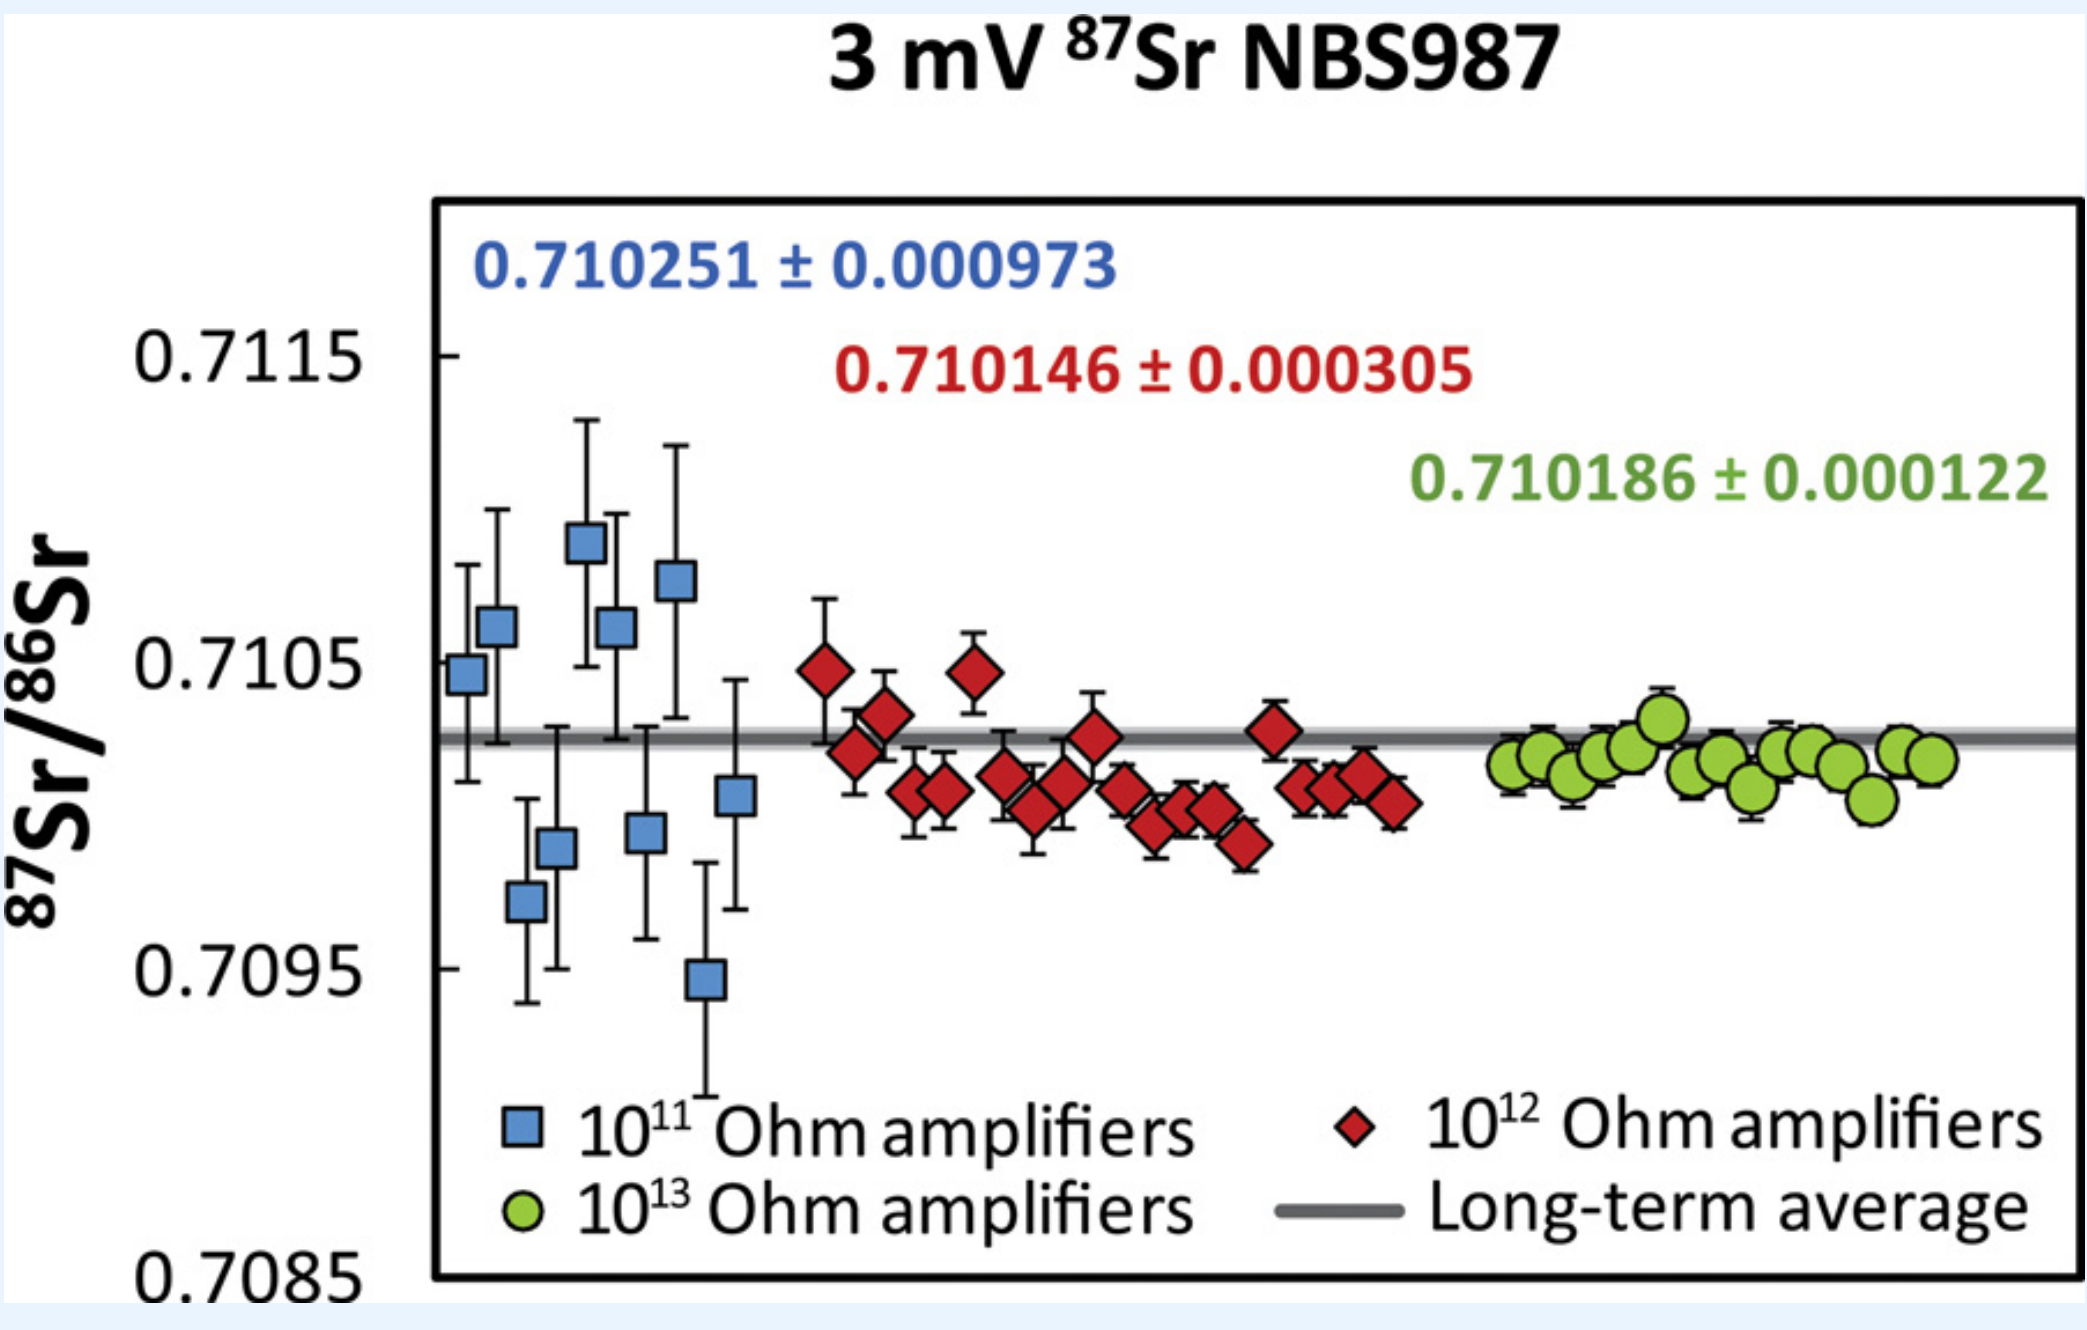 3 mV ⁸⁷Sr NBS987
0.710251 ± 0.000973
0.7115
0.710146 ± 0.000305
0.710186 ± 0.000122
⁸⁷Sr/⁸⁶Sr
0.7105
0.7095
10¹¹ Ohm amplifiers
10¹² Ohm amplifiers
10¹³ Ohm amplifiers
Long-term average
0.7085